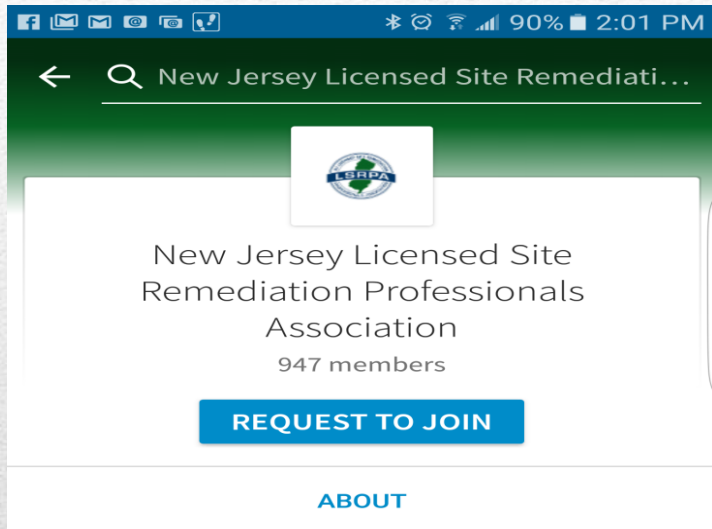 90% 2:01 PM
New Jersey Licensed Site Remediati...
LSRPA
New Jersey Licensed Site
Remediation Professionals
Association
947 members
REQUEST TO JOIN
ABOUT